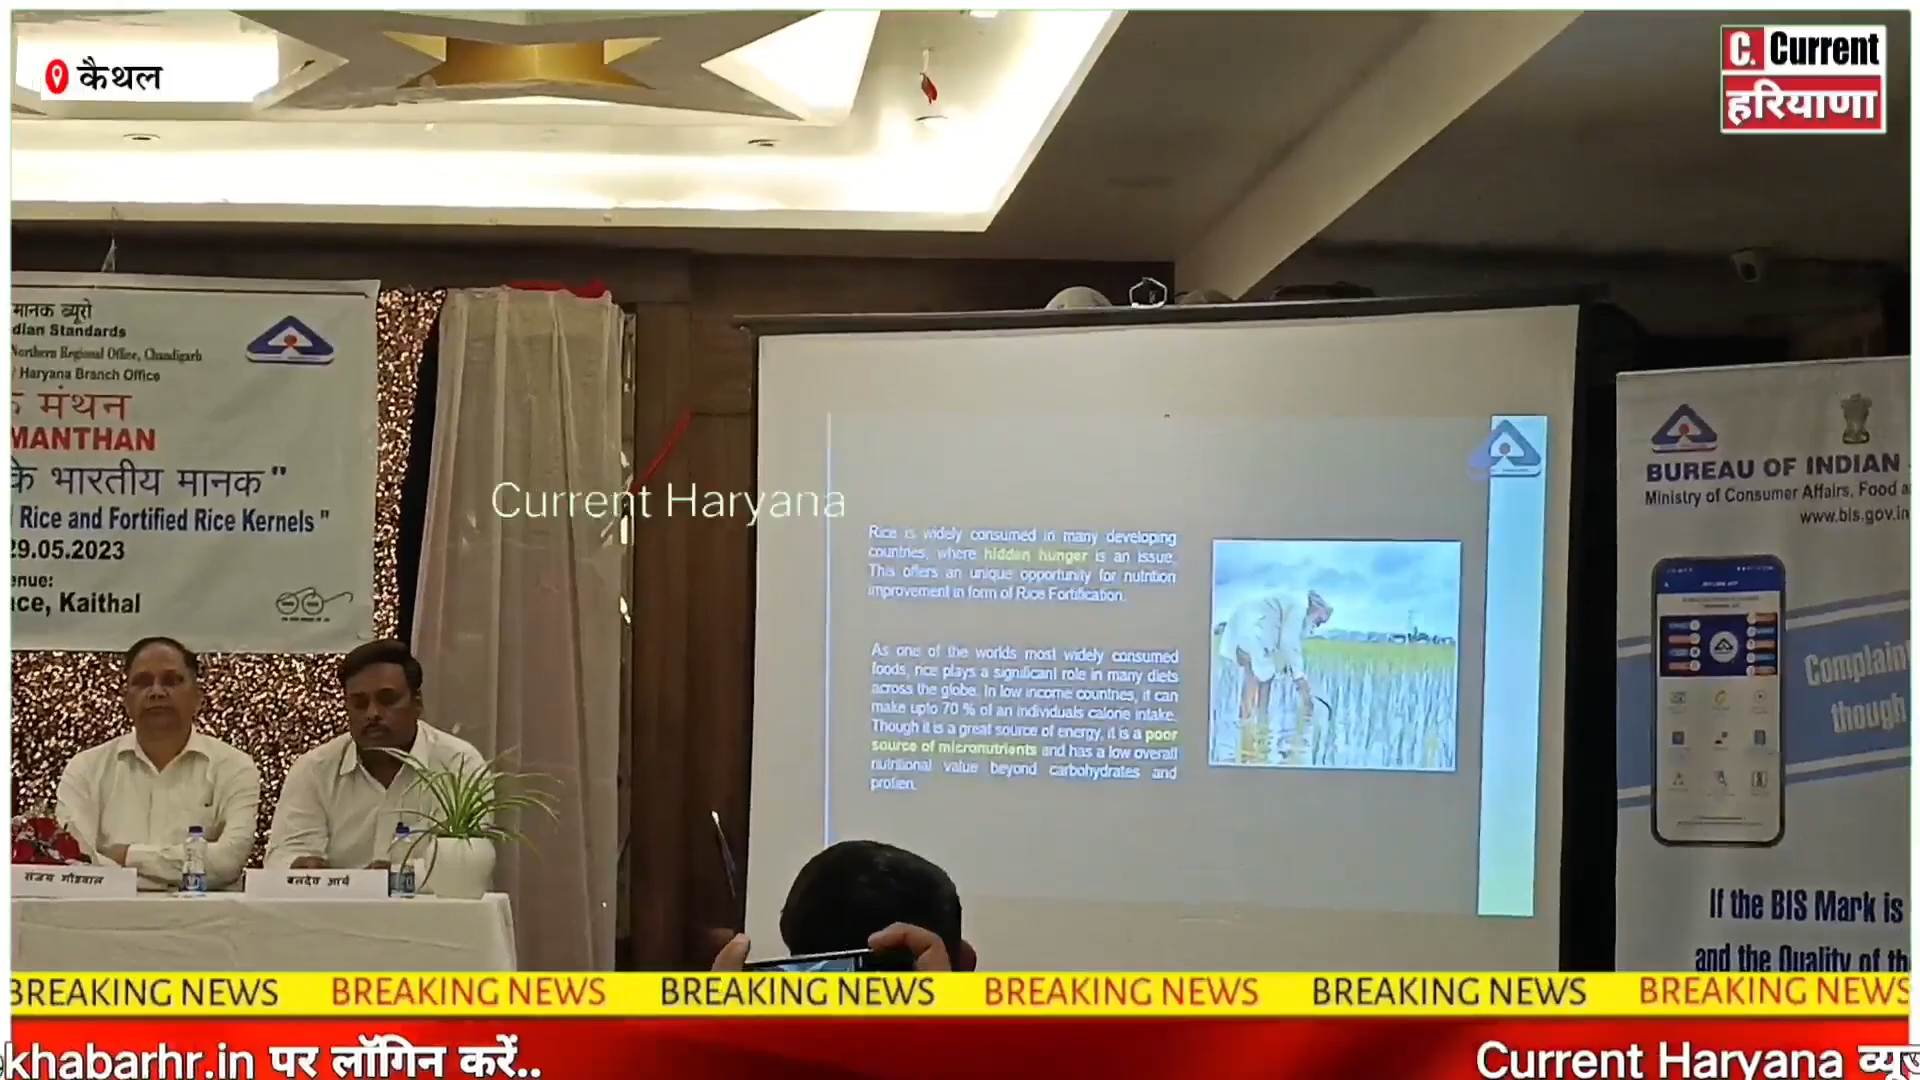 कैथल
C. Current
हरियाणा
मानक ब्यूरो
dian Standards
Northern Regional Office, Chandigarh
Haryana Branch Office
मंथन
MANTHAN
के भारतीय मानक"
Rice and Fortified Rice Kernels "
29.05.2023
enue:
ce, Kaithal
Current Haryana
Rice is widely consumed in many developing
countries, where hidden hunger is an issue.
This offers an unique opportunity for nutrition
improvement in form of Rice Fortification.
As one of the worlds most widely consumed
foods, rice plays a significant role in many diets
across the globe. In low income countries, it can
make upto 70 % of an individuals calorie intake.
Though it is a great source of energy, it is a poor
source of micronutrients and has a low overall
nutritional value beyond carbohydrates and
protien.
BUREAU OF INDIAN
Ministry of Consumer Affairs, Food a
www.bis.gov.in
Complain
though
If the BIS Mark is
and the Quality of th
संजय गोंडवाल
बलदेव आर्य
BREAKING NEWS BREAKING NEWS BREAKING NEWS BREAKING NEWS BREAKING NEWS BREAKING NEWS
khabarhr.in पर लॉगिन करें.. Current Haryana ब्यूर